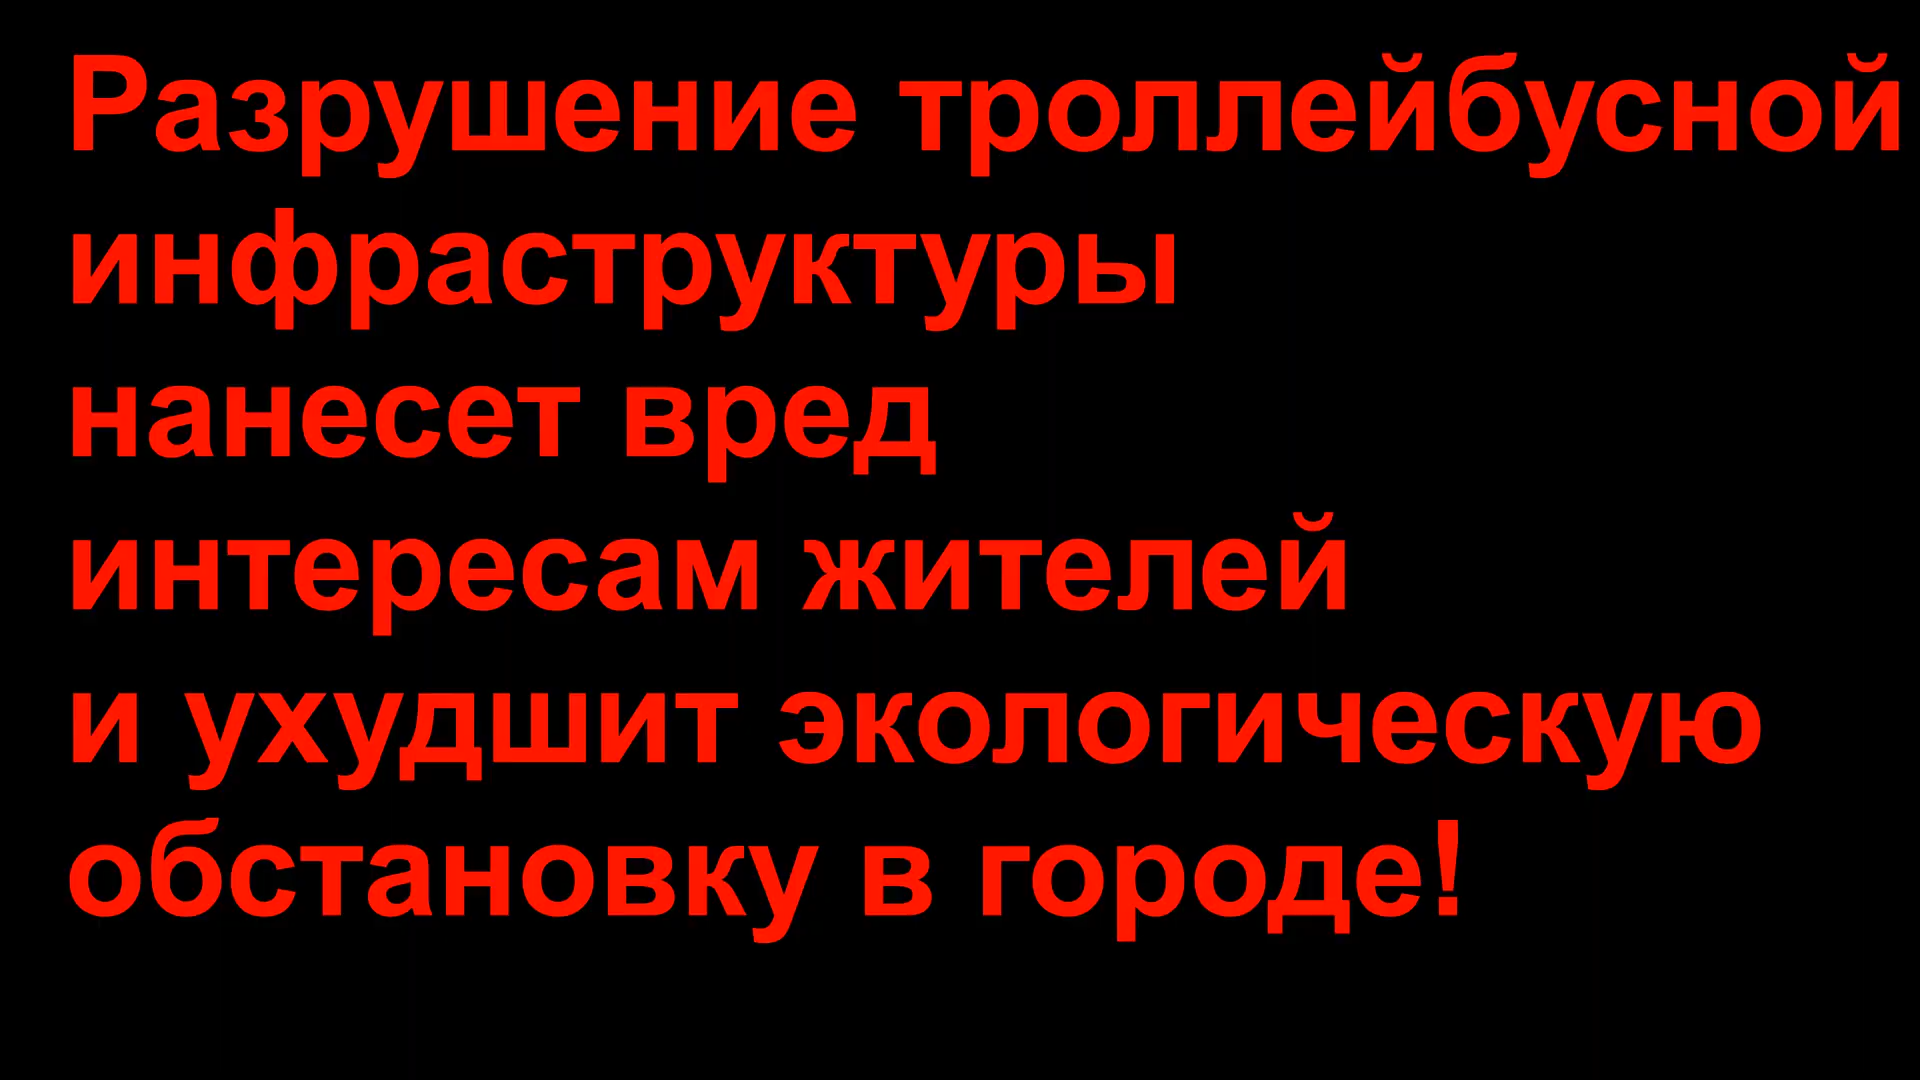 Разрушение троллейбусной
инфраструктуры
нанесет вред
интересам жителей
и ухудшит экологическую
обстановку в городе!